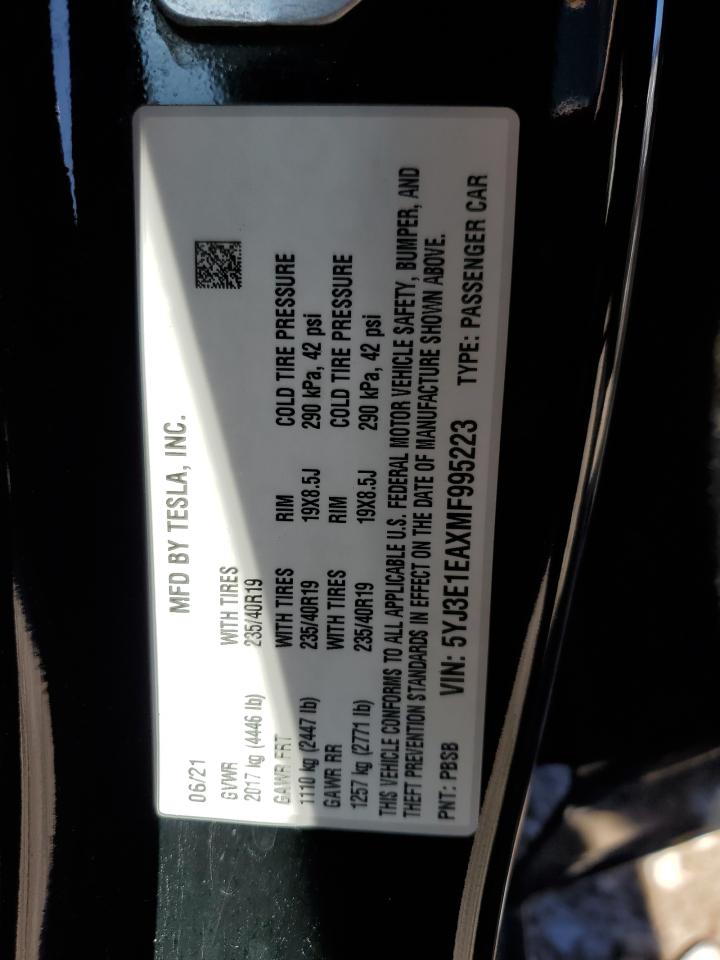 MFD BY TESLA, INC.
06/21
GVWR WITH TIRES
2017 kg (4446 lb) 235/40R19
GAWR FRT WITH TIRES RIM COLD TIRE PRESSURE
1110 kg (2447 lb) 235/40R19 19X8.5J 290 kPa, 42 psi
GAWR RR WITH TIRES RIM COLD TIRE PRESSURE
1257 kg (2771 lb) 235/40R19 19X8.5J 290 kPa, 42 psi
THIS VEHICLE CONFORMS TO ALL APPLICABLE U.S. FEDERAL MOTOR VEHICLE SAFETY, BUMPER, AND
THEFT PREVENTION STANDARDS IN EFFECT ON THE DATE OF MANUFACTURE SHOWN ABOVE.
PNT: PBSB VIN: 5YJ3E1EAXMF995223 TYPE: PASSENGER CAR